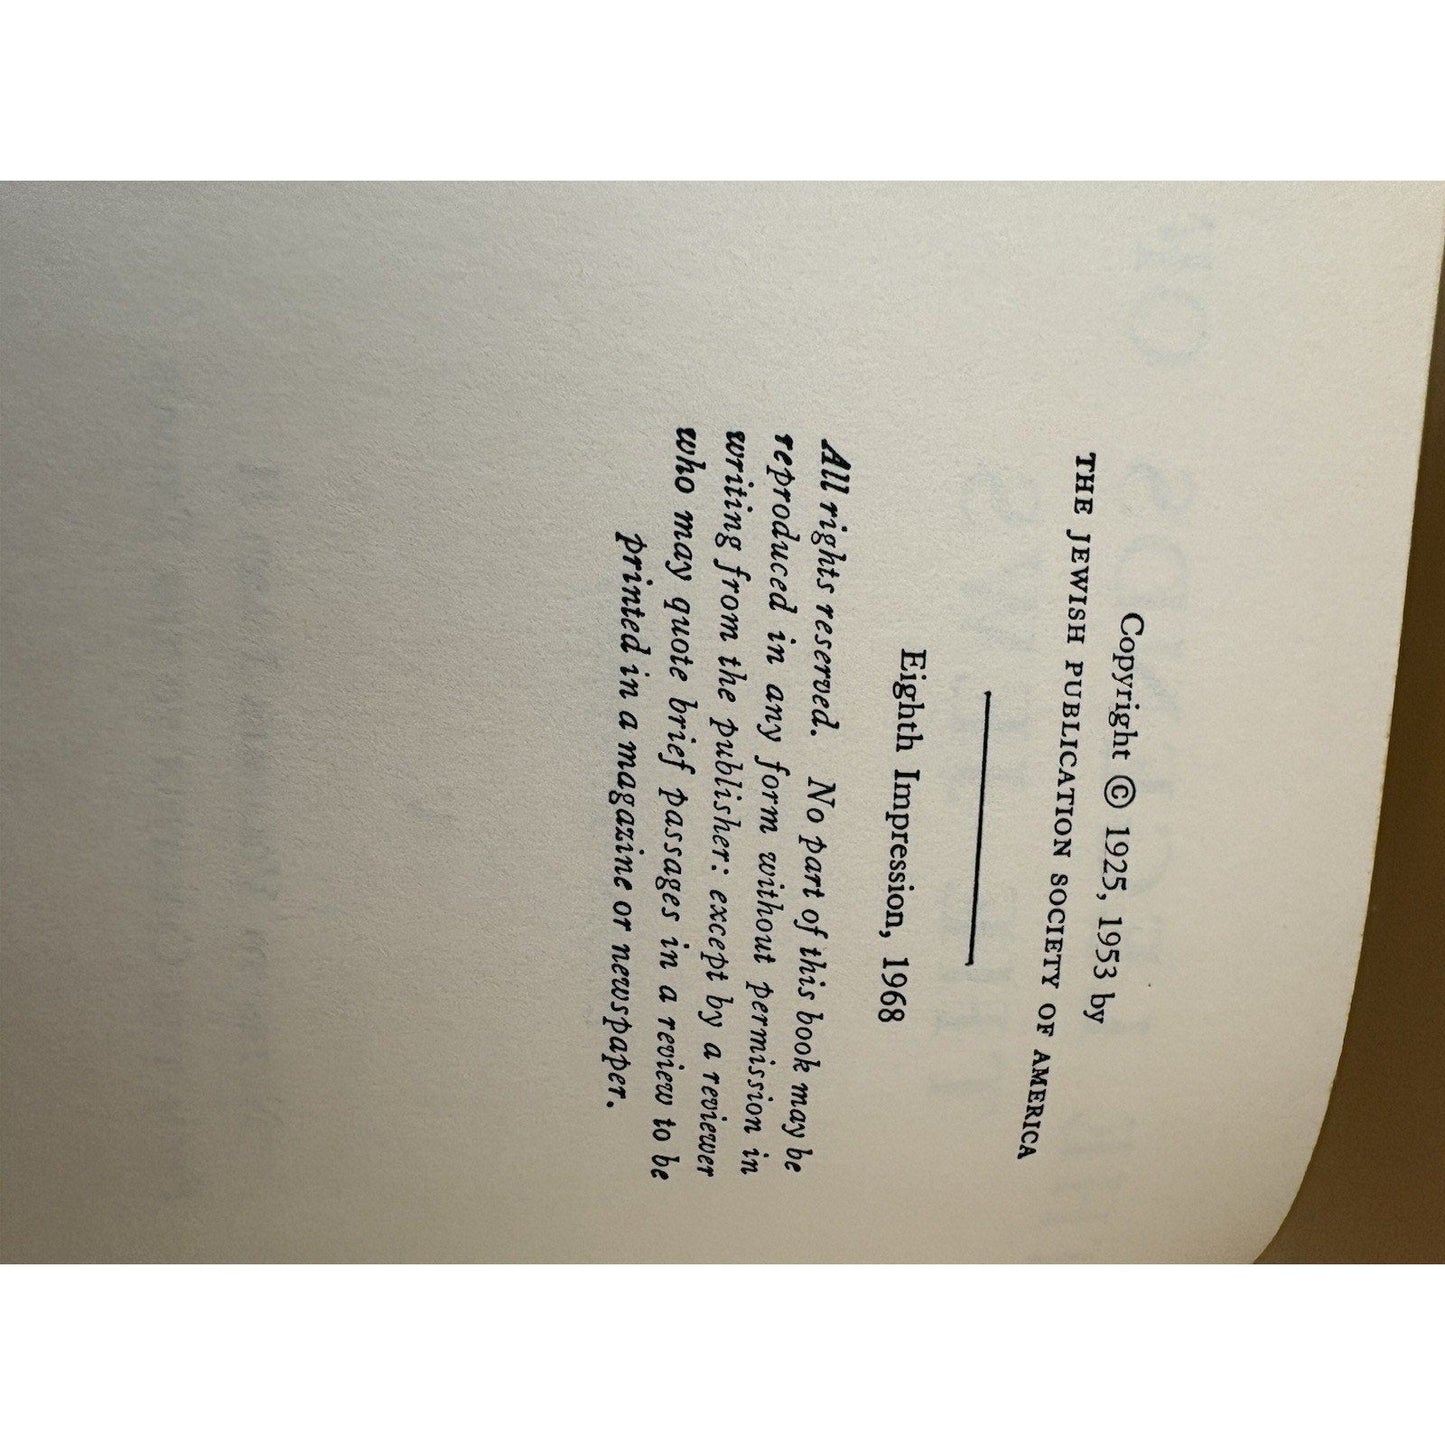 Copyright © 1925, 1953 by
THE JEWISH PUBLICATION SOCIETY OF AMERICA
Eighth Impression, 1968
All rights reserved. No part of this book may be
reproduced in any form without permission in
writing from the publisher: except by a reviewer
who may quote brief passages in a review to be
printed in a magazine or newspaper.